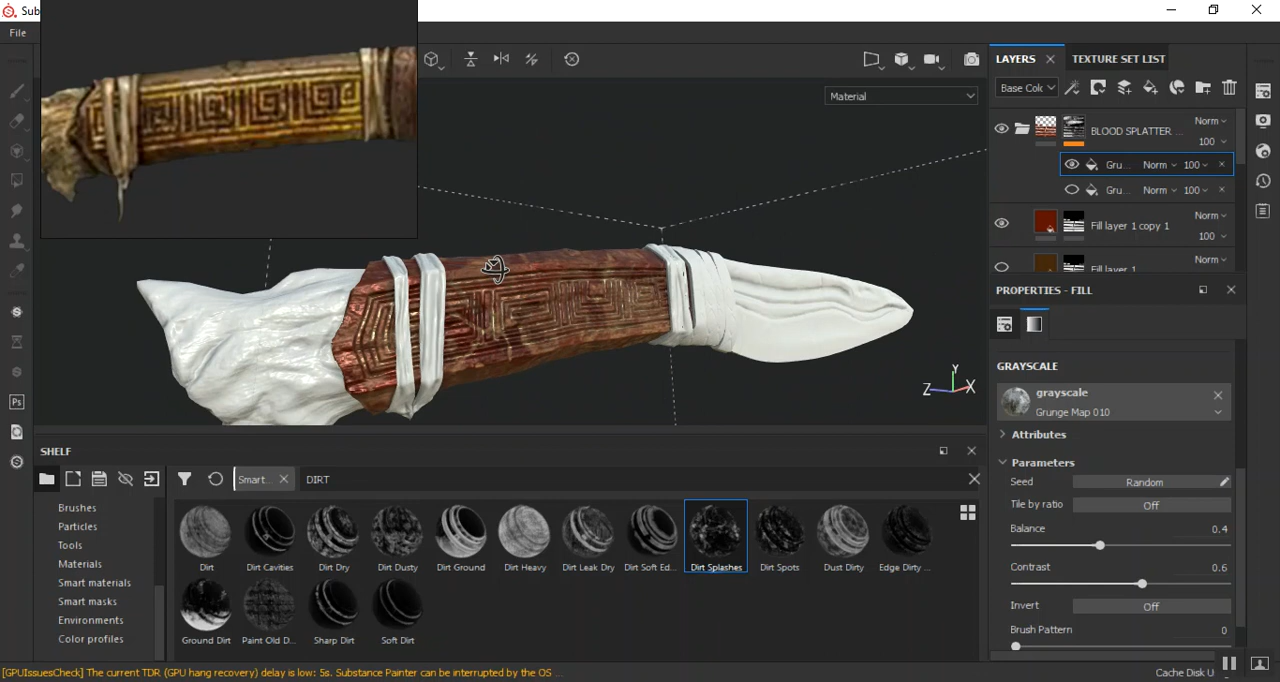 Sub
File
Material
LAYERS
TEXTURE SET LIST
Base Col
Norm
100
BLOOD SPLATTER ...
Gru... Norm 100
Gru... Norm 100
Norm
Fill layer 1 copy 1
100
Norm
Fill layer 1
PROPERTIES - FILL
GRAYSCALE
grayscale
Grunge Map 010
Attributes
Parameters
Seed Random
Tile by ratio Off
Balance 0.4
Contrast 0.6
Invert Off
Brush Pattern 0
Y
Z X
SHELF
Smart... DIRT
Brushes
Particles
Tools
Materials
Smart materials
Smart masks
Environments
Color profiles
Dirt Dirt Cavities Dirt Dry Dirt Dusty Dirt Ground Dirt Heavy Dirt Leak Dry Dirt Soft Ed... Dirt Splashes Dirt Spots Dust Dirty Edge Dirty ...
Ground Dirt Paint Old D... Sharp Dirt Soft Dirt
Ps
[GPUIssuesCheck] The current TDR (GPU hang recovery) delay is low: 5s. Substance Painter can be interrupted by the OS ...
Cache Disk U